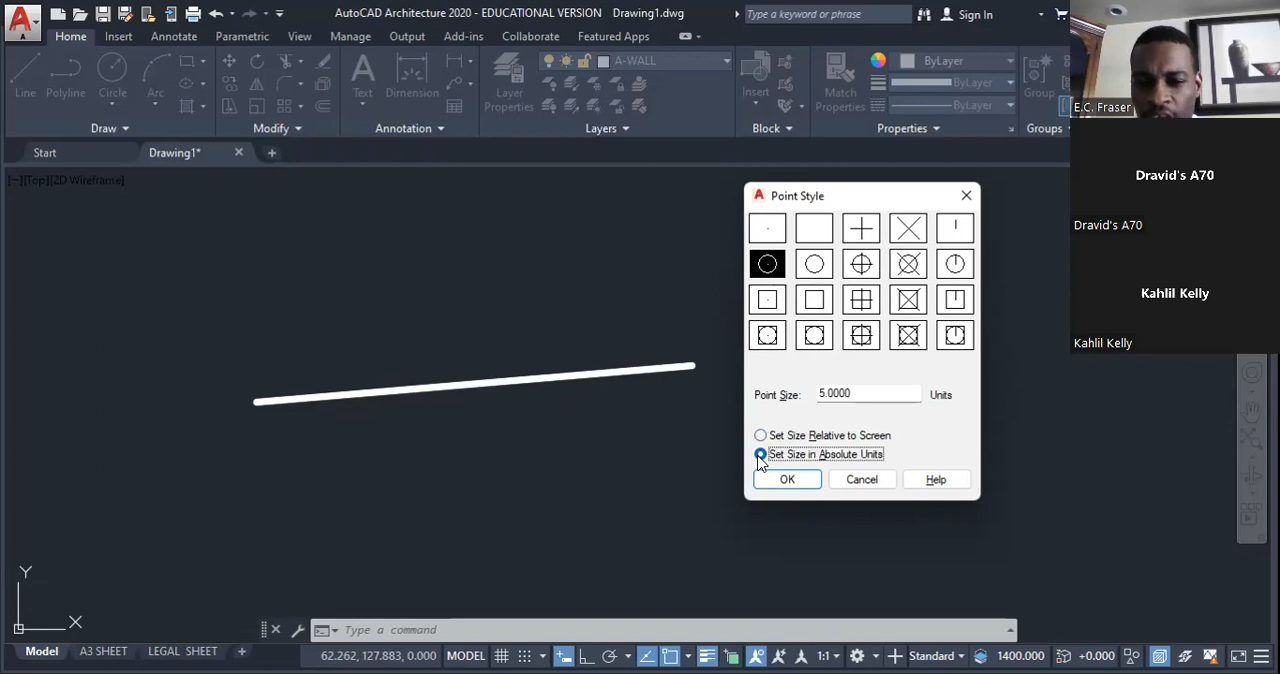 AutoCAD Architecture 2020 - EDUCATIONAL VERSION Drawing1.dwg
Type a keyword or phrase
Sign In
Home Insert Annotate Parametric View Manage Output Add-ins Collaborate Featured Apps
A-WALL
ByLayer
ByLayer
ByLayer
Line Polyline Circle Arc
Text Dimension
Layer
Properties
Insert
Match
Properties
Group
Draw Modify Annotation Layers Block Properties Groups
Start Drawing1* +
[−][Top][2D Wireframe]
E.C. Fraser
Dravid's A70
Dravid's A70
Kahlil Kelly
Kahlil Kelly
A Point Style
Point Size: 5.0000 Units
Set Size Relative to Screen
Set Size in Absolute Units
OK Cancel Help
Y
X
Type a command
Model A3 SHEET LEGAL SHEET + 62.262, 127.883, 0.000 MODEL 1:1 Standard 1400.000 +0.000